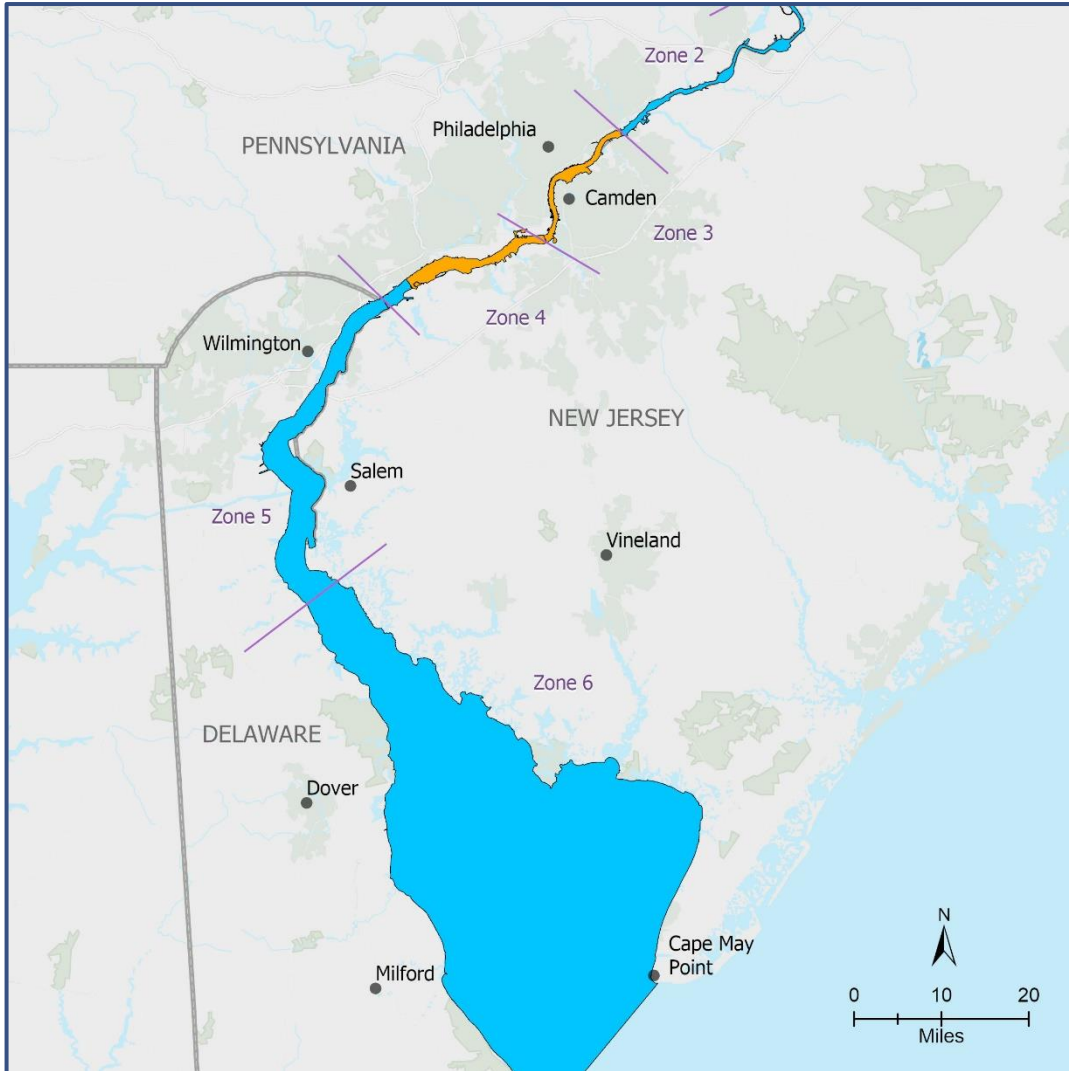 Zone 2
Philadelphia
PENNSYLVANIA
Camden
Zone 3
Zone 4
Wilmington
NEW JERSEY
Salem
Zone 5
Vineland
Zone 6
DELAWARE
Dover
N
Cape May
Point
Milford
0 10 20
Miles